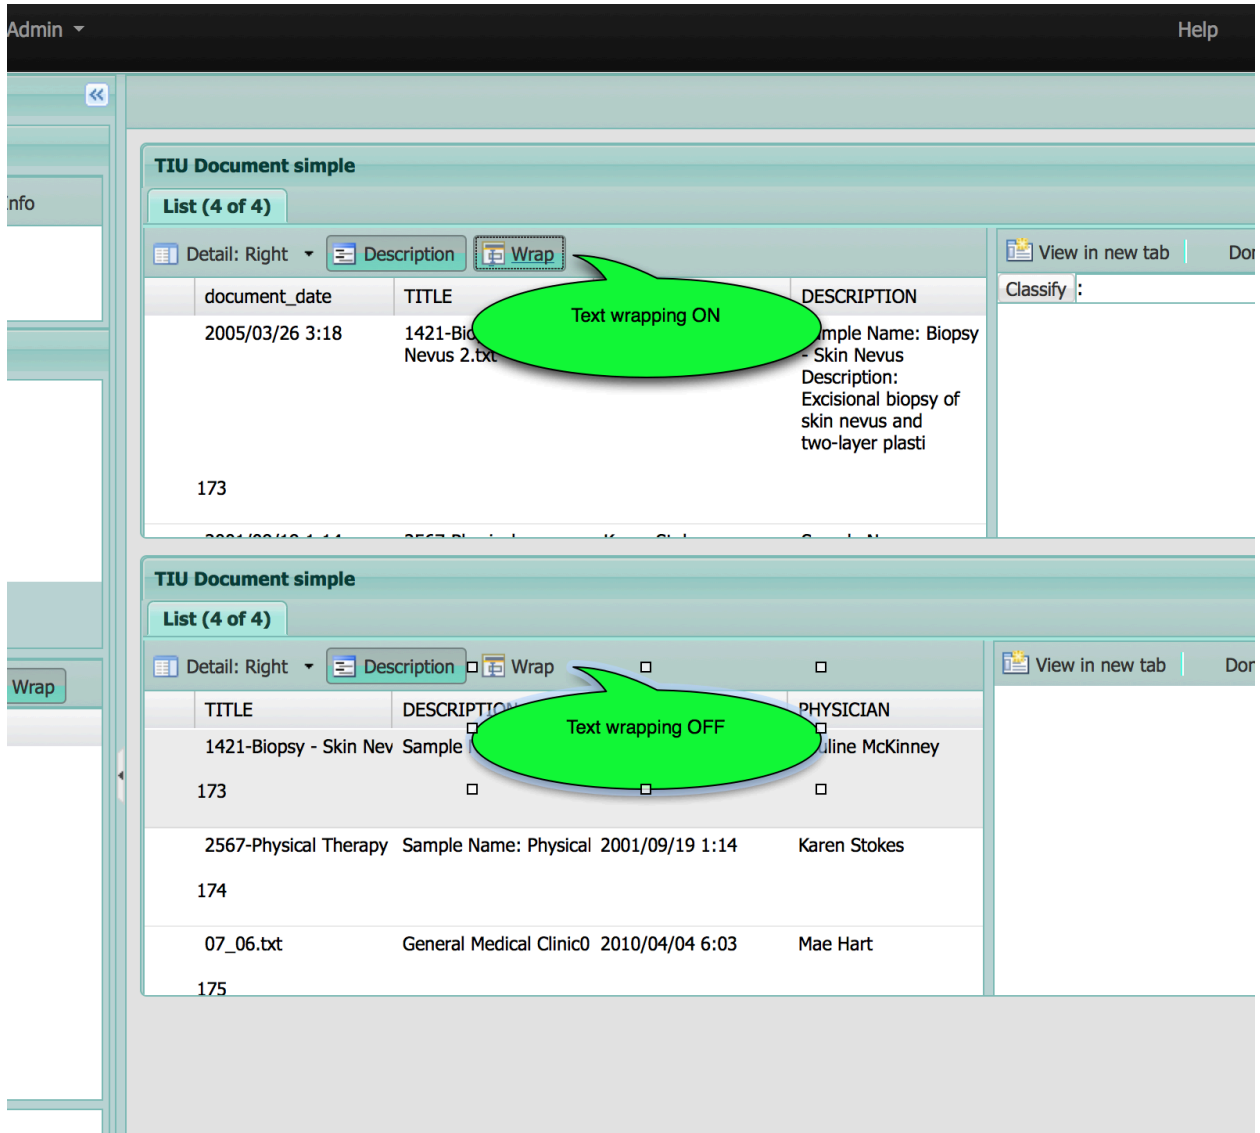 Admin
Help
nfo
Wrap
TIU Document simple
List (4 of 4)
Detail: Right Description Wrap
View in new tab
Classify :
document_date TITLE DESCRIPTION
Text wrapping ON
2005/03/26 3:18
1421-Bio
Nevus 2.txt
mple Name: Biopsy
- Skin Nevus
Description:
Excisional biopsy of
skin nevus and
two-layer plasti
173
TIU Document simple
List (4 of 4)
Detail: Right Description Wrap
View in new tab
TITLE DESCRIPTION PHYSICIAN
Text wrapping OFF
1421-Biopsy - Skin Nev Sample line McKinney
173
2567-Physical Therapy Sample Name: Physical 2001/09/19 1:14 Karen Stokes
174
07_06.txt General Medical Clinic0 2010/04/04 6:03 Mae Hart
175